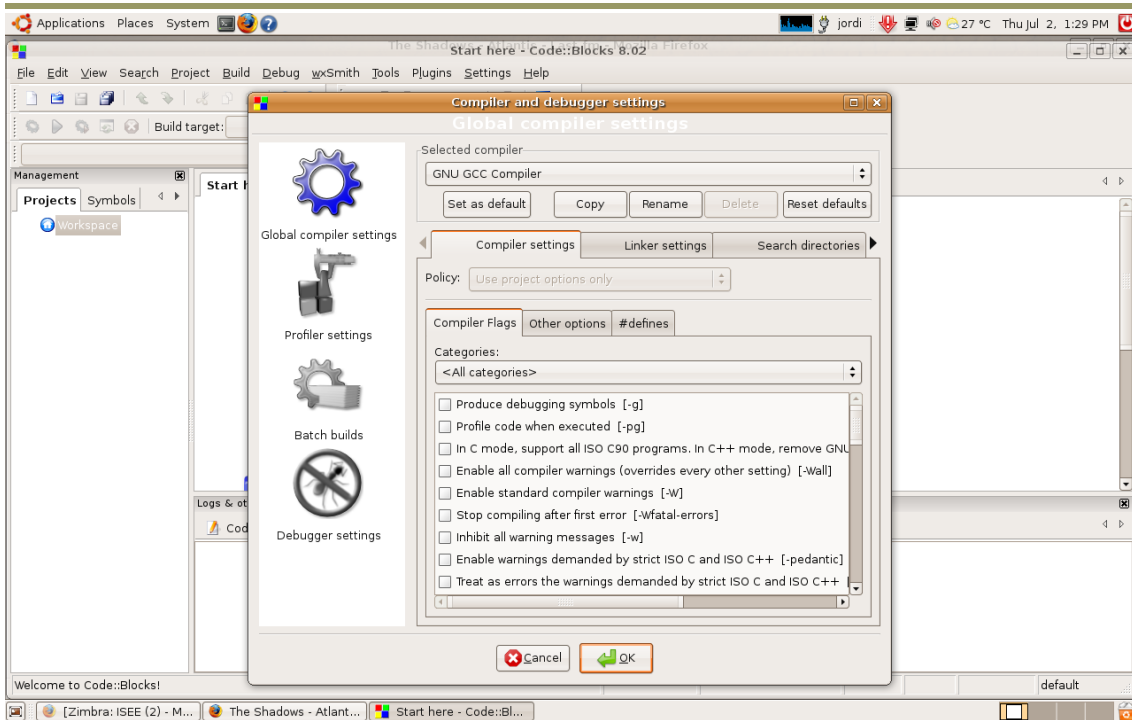 Applications Places System jordi 27 °C Thu Jul 2, 1:29 PM
The Shadows - Atlantis - Last.fm - Mozilla Firefox
Start here - Code::Blocks 8.02
File Edit View Search Project Build Debug wxSmith Tools Plugins Settings Help
Build target:
Management
Projects Symbols
Workspace
Start h
Logs & ot
Cod
Compiler and debugger settings
Global compiler settings
Global compiler settings
Profiler settings
Batch builds
Debugger settings
Selected compiler
GNU GCC Compiler
Set as default Copy Rename Delete Reset defaults
Compiler settings Linker settings Search directories
Policy: Use project options only
Compiler Flags Other options #defines
Categories:
<All categories>
Produce debugging symbols [-g]
Profile code when executed [-pg]
In C mode, support all ISO C90 programs. In C++ mode, remove GNU
Enable all compiler warnings (overrides every other setting) [-Wall]
Enable standard compiler warnings [-W]
Stop compiling after first error [-Wfatal-errors]
Inhibit all warning messages [-w]
Enable warnings demanded by strict ISO C and ISO C++ [-pedantic]
Treat as errors the warnings demanded by strict ISO C and ISO C++ [
Cancel OK
Welcome to Code::Blocks! default
[Zimbra: ISEE (2) - M... The Shadows - Atlant... Start here - Code::Bl...